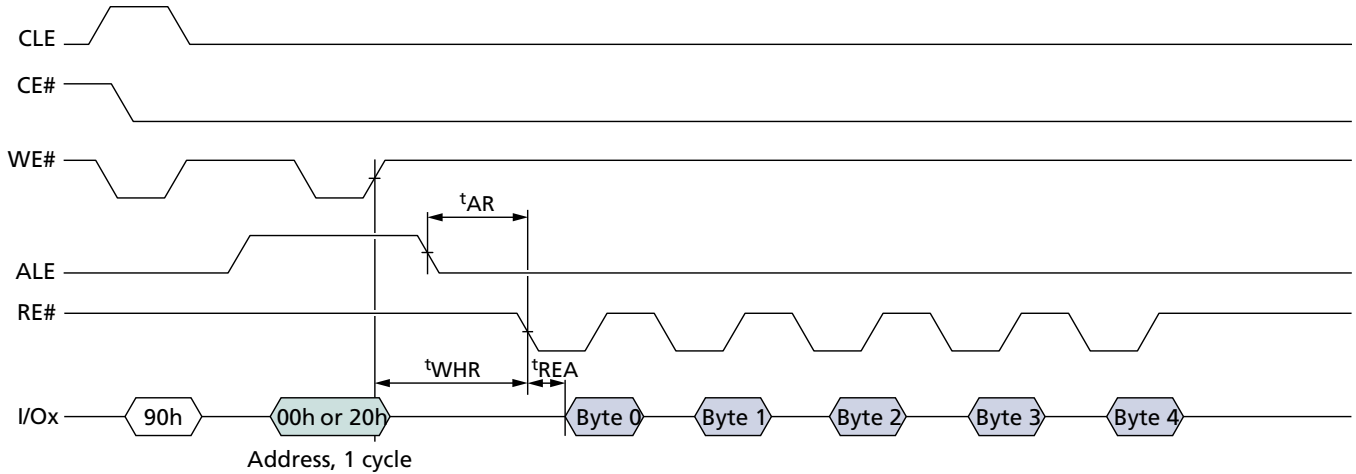 CLE
CE#
WE#
tAR
ALE
RE#
tWHR
tREA
I/Ox
90h
00h or 20h
Byte 0
Byte 1
Byte 2
Byte 3
Byte 4
Address, 1 cycle